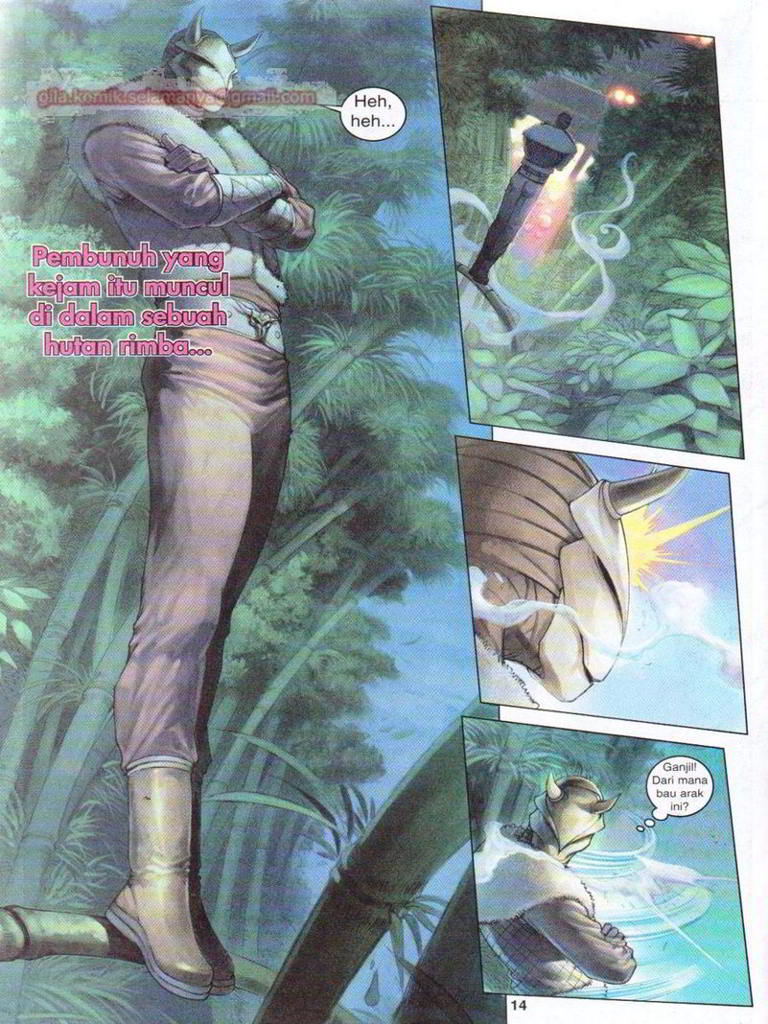 gila.komik.selamanya@gmail.com
Heh,
heh...
Pembunuh yang
kejam itu muncul
di dalam sebuah
hutan rimba...
Ganjil!
Dari mana
bau arak
ini?
14